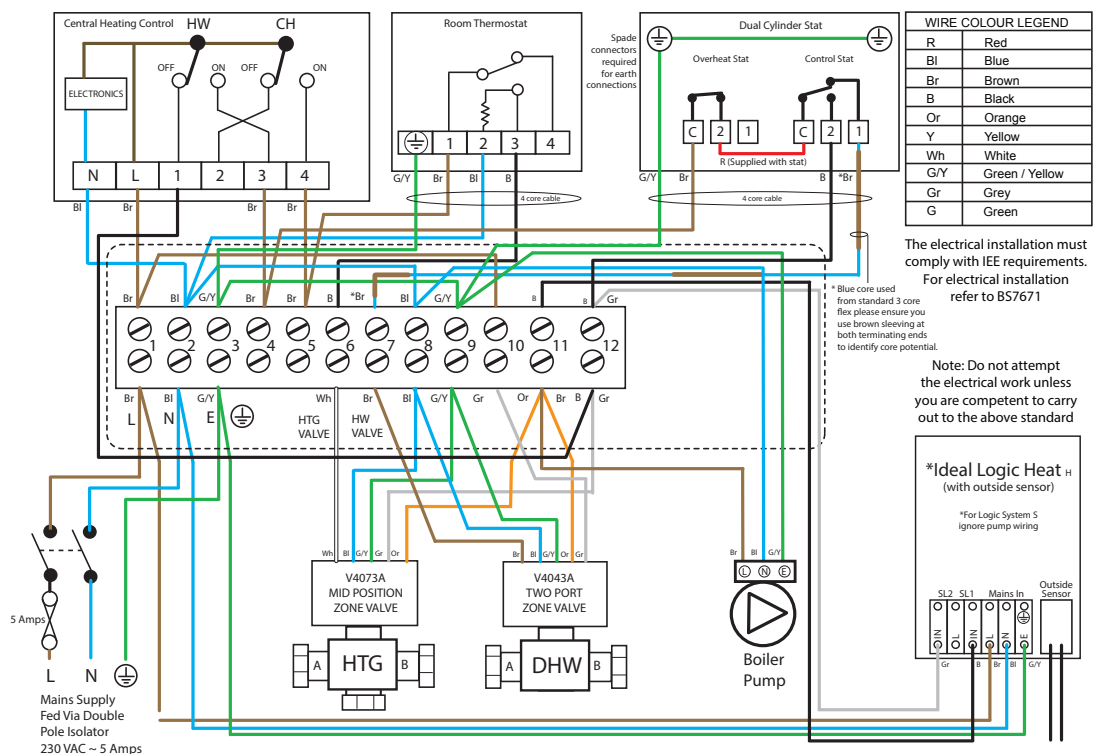 Central Heating Control
HW
CH
OFF
ON
OFF
ON
ELECTRONICS
N L 1 2 3 4
Bl Br Br Br
Room Thermostat
1 2 3 4
G/Y Br Bl B
4 core cable
Dual Cylinder Stat
Spade
connectors
required
for earth
connections
Overheat Stat
Control Stat
C 2 1
C 2 1
R (Supplied with stat)
G/Y Br B *Br
4 core cable
WIRE COLOUR LEGEND
R Red
Bl Blue
Br Brown
B Black
Or Orange
Y Yellow
Wh White
G/Y Green / Yellow
Gr Grey
G Green
The electrical installation must
comply with IEE requirements.
For electrical installation
refer to BS7671
* Blue core used
from standard 3 core
flex please ensure you
use brown sleeving at
both terminating ends
to identify core potential.
Note: Do not attempt
the electrical work unless
you are competent to carry
out to the above standard
Br Bl G/Y Br Br B *Br Bl G/Y B B Gr
1 2 3 4 5 6 7 8 9 10 11 12
Br Bl G/Y Wh Br Bl G/Y Gr Or Br B Gr
L N E
HTG
VALVE
HW
VALVE
Wh Bl G/Y Gr Or
V4073A
MID POSITION
ZONE VALVE
A HTG B
Br Bl G/Y Or Gr
V4043A
TWO PORT
ZONE VALVE
A DHW B
Br Bl G/Y
L N E
Boiler
Pump
*Ideal Logic Heat H
(with outside sensor)
*For Logic System S
ignore pump wiring
SL2 SL1 Mains In
Outside
Sensor
IN L IN L N E
Gr B Br Bl G/Y
5 Amps
L N
Mains Supply
Fed Via Double
Pole Isolator
230 VAC ~ 5 Amps